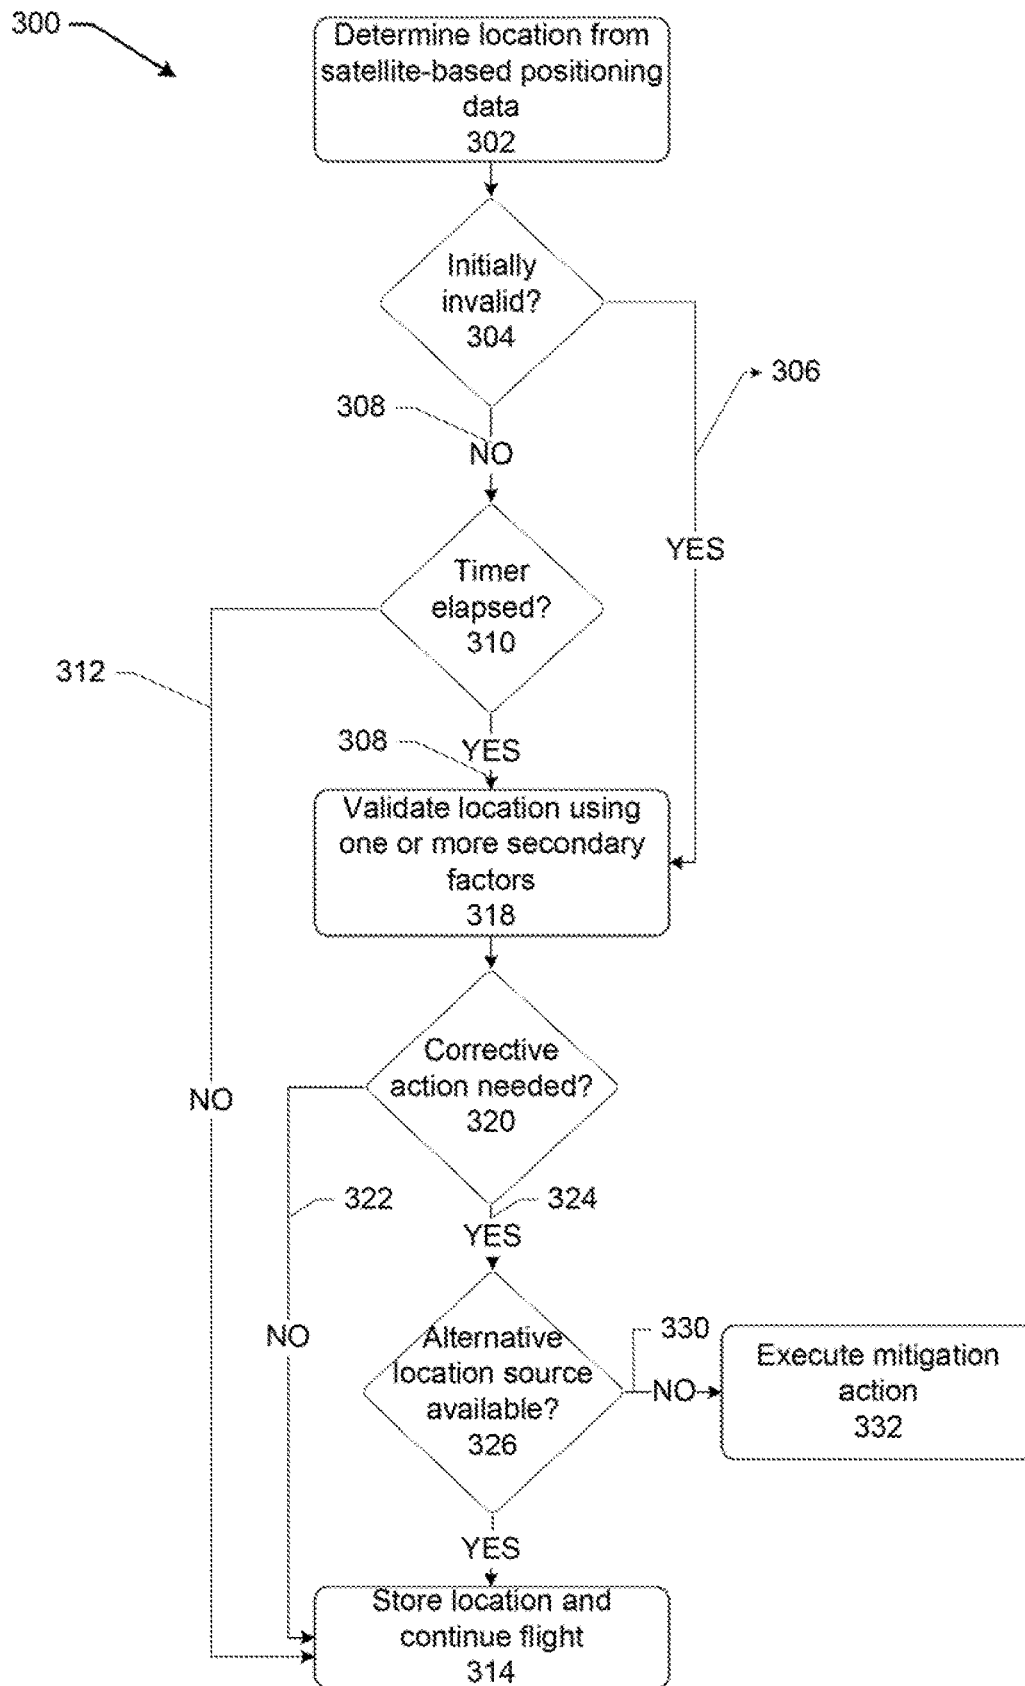 300
Determine location from
satellite-based positioning
data
302
Initially
invalid?
304
306
308
NO
YES
Timer
elapsed?
310
312
308
YES
Validate location using
one or more secondary
factors
318
Corrective
action needed?
320
NO
322
324
YES
NO
Alternative
location source
available?
326
330
NO
Execute mitigation
action
332
YES
Store location and
continue flight
314